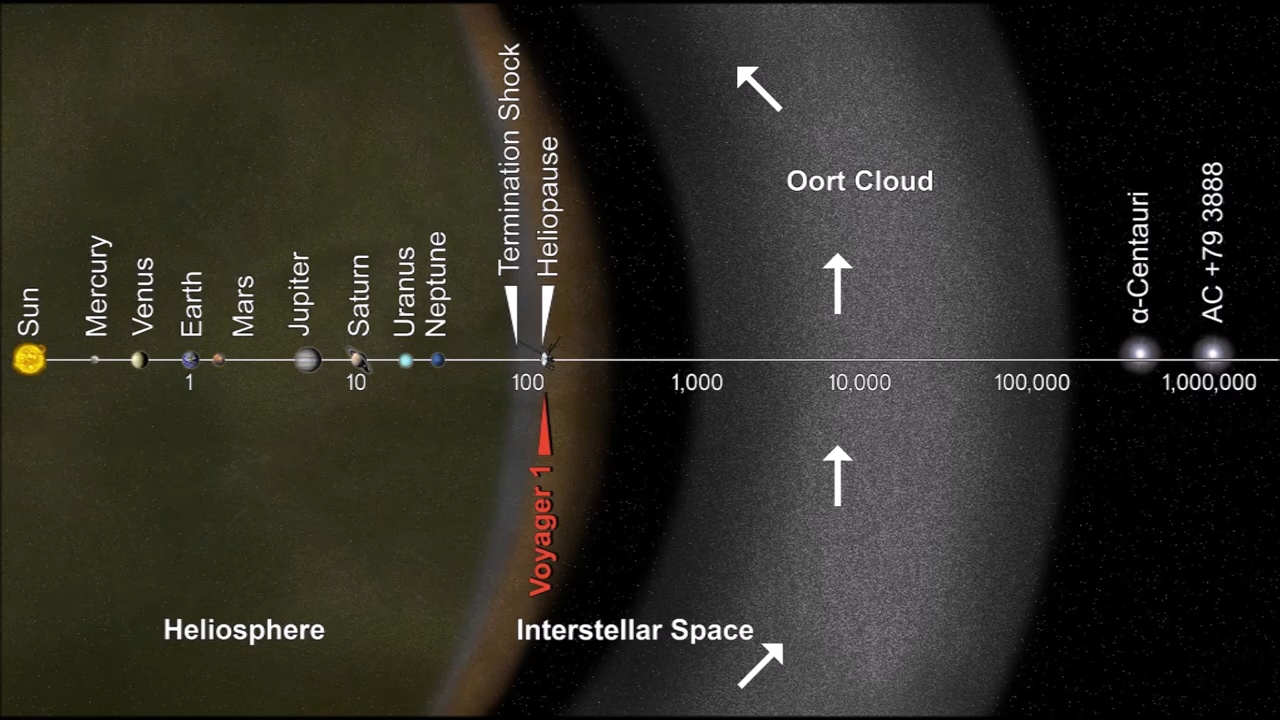 Sun
Mercury
Venus
Earth
Mars
Jupiter
Saturn
Uranus
Neptune
Termination Shock
Heliopause
Oort Cloud
α-Centauri
AC +79 3888
1
10
100
1,000
10,000
100,000
1,000,000
Voyager 1
Heliosphere
Interstellar Space